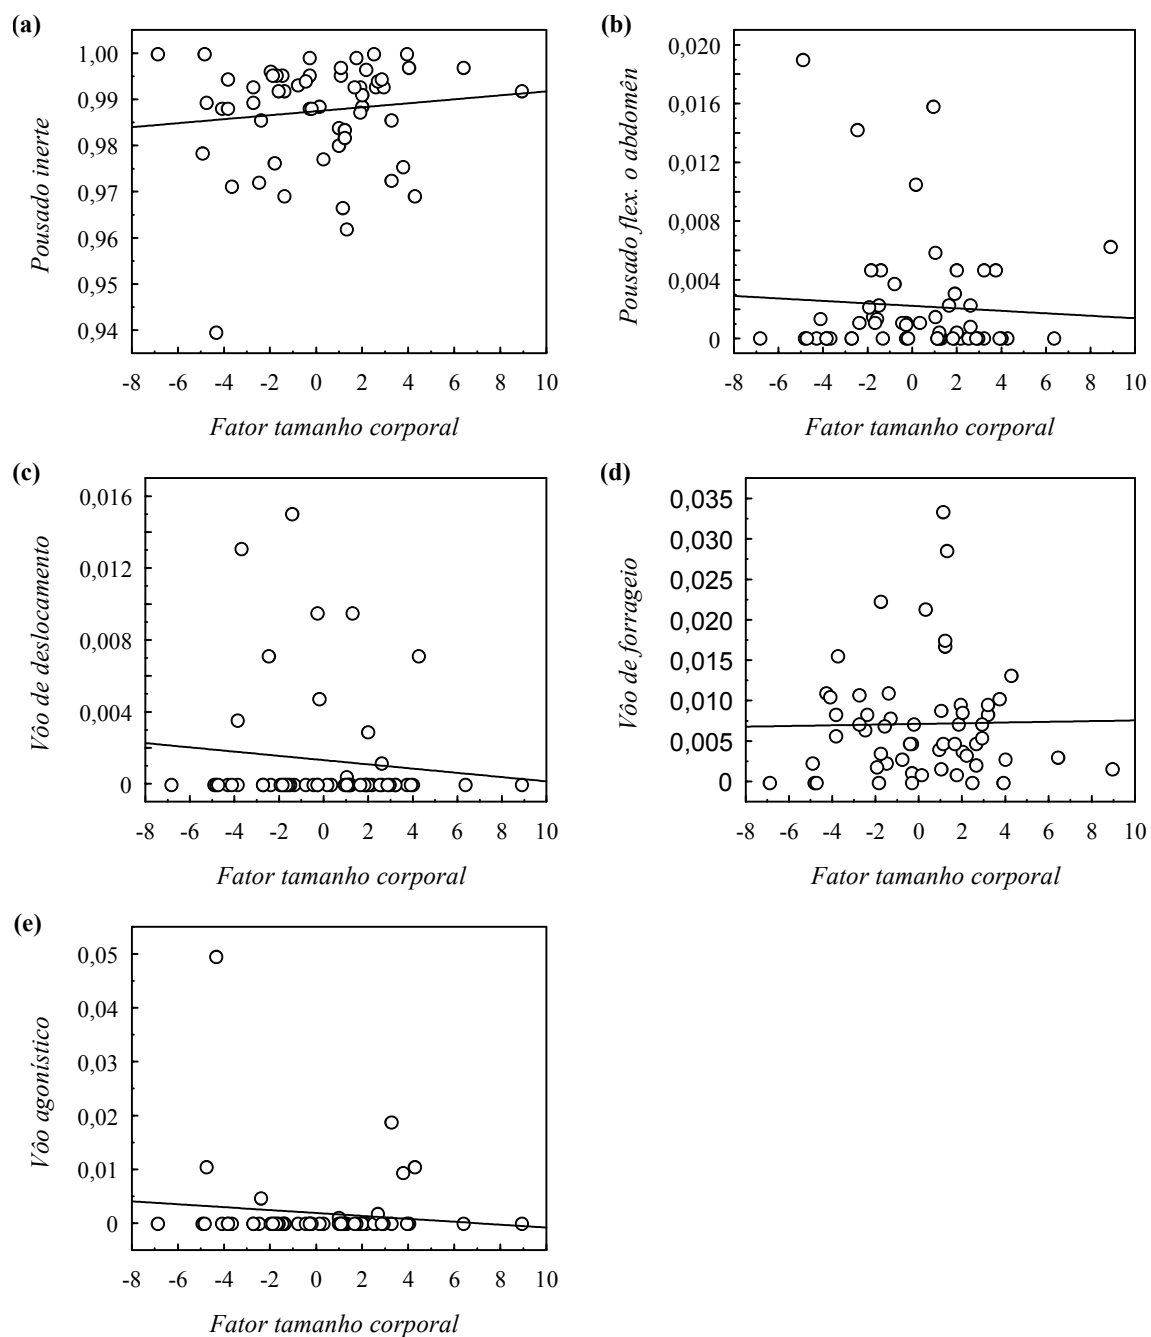 (a)
1,00
0,99
0,98
0,97
0,96
0,95
0,94
Pousado inerte
-8 -6 -4 -2 0 2 4 6 8 10
Fator tamanho corporal
(b)
0,020
0,016
0,012
0,008
0,004
0
Pousado flex. o abdomên
-8 -6 -4 -2 0 2 4 6 8 10
Fator tamanho corporal
(c)
0,016
0,012
0,008
0,004
0
Vôo de deslocamento
-8 -6 -4 -2 0 2 4 6 8 10
Fator tamanho corporal
(d)
0,035
0,030
0,025
0,020
0,015
0,010
0,005
0
Vôo de forrageio
-8 -6 -4 -2 0 2 4 6 8 10
Fator tamanho corporal
(e)
0,05
0,04
0,03
0,02
0,01
0
Vôo agonístico
-8 -6 -4 -2 0 2 4 6 8 10
Fator tamanho corporal